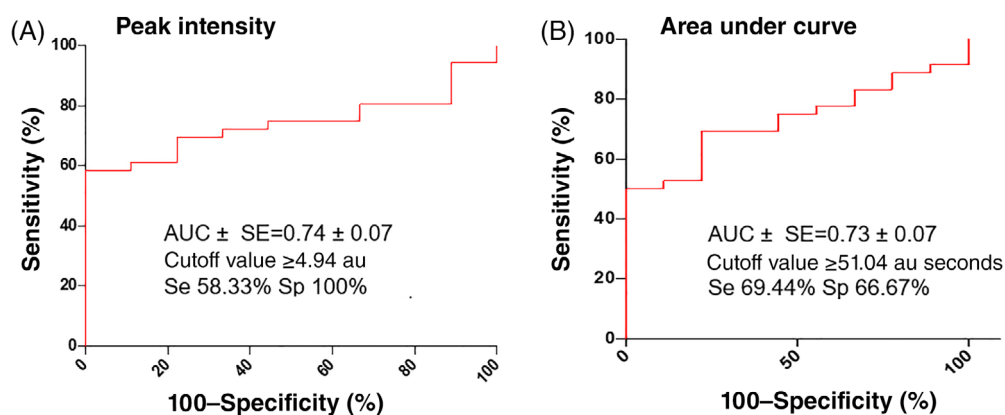 (A) Peak intensity
100
80
60
40
20
0
Sensitivity (%)
AUC ± SE=0.74 ± 0.07
Cutoff value ≥4.94 au
Se 58.33% Sp 100%
0 20 40 60 80 100
100–Specificity (%)
(B) Area under curve
100
80
60
40
20
0
Sensitivity (%)
AUC ± SE=0.73 ± 0.07
Cutoff value ≥51.04 au seconds
Se 69.44% Sp 66.67%
0 50 100
100–Specificity (%)